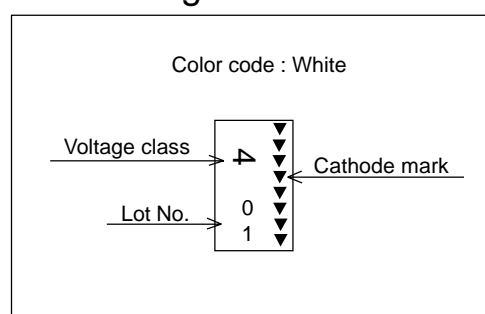 Color code : White
Voltage class
4
Cathode mark
Lot No.
0
1